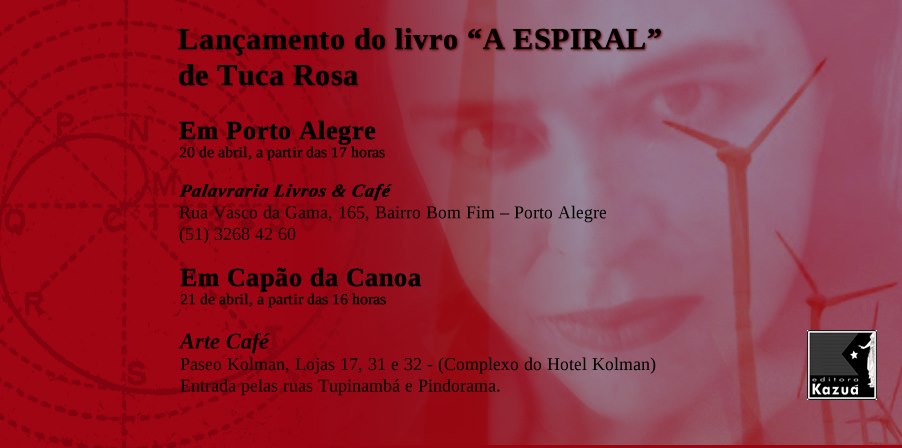 Lançamento do livro “A ESPIRAL”
de Tuca Rosa
Em Porto Alegre
20 de abril, a partir das 17 horas
Palavraria Livros & Café
Rua Vasco da Gama, 165, Bairro Bom Fim – Porto Alegre
(51) 3268 42 60
Em Capão da Canoa
21 de abril, a partir das 16 horas
Arte Café
Paseo Kolman, Lojas 17, 31 e 32 - (Complexo do Hotel Kolman)
Entrada pelas ruas Tupinambá e Pindorama.
editora
Kazuá
P
N
M
Q
C
1
R
S